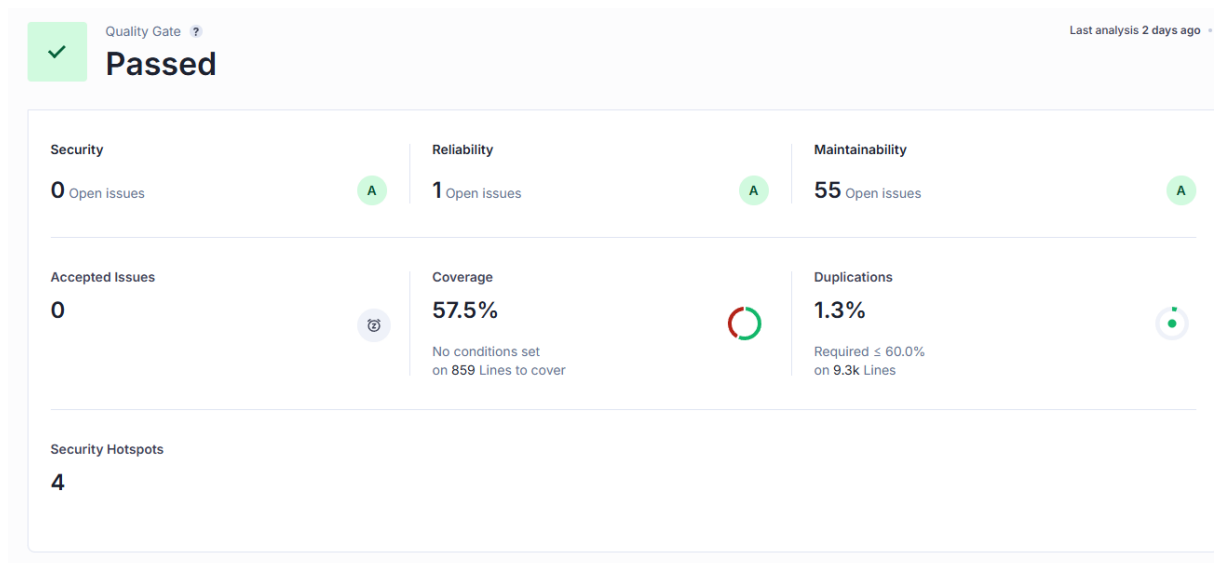 Quality Gate ?
Last analysis 2 days ago
Passed
Security
0 Open issues
A
Reliability
1 Open issues
A
Maintainability
55 Open issues
A
Accepted Issues
0
Coverage
57.5%
No conditions set
on 859 Lines to cover
Duplications
1.3%
Required ≤ 60.0%
on 9.3k Lines
Security Hotspots
4